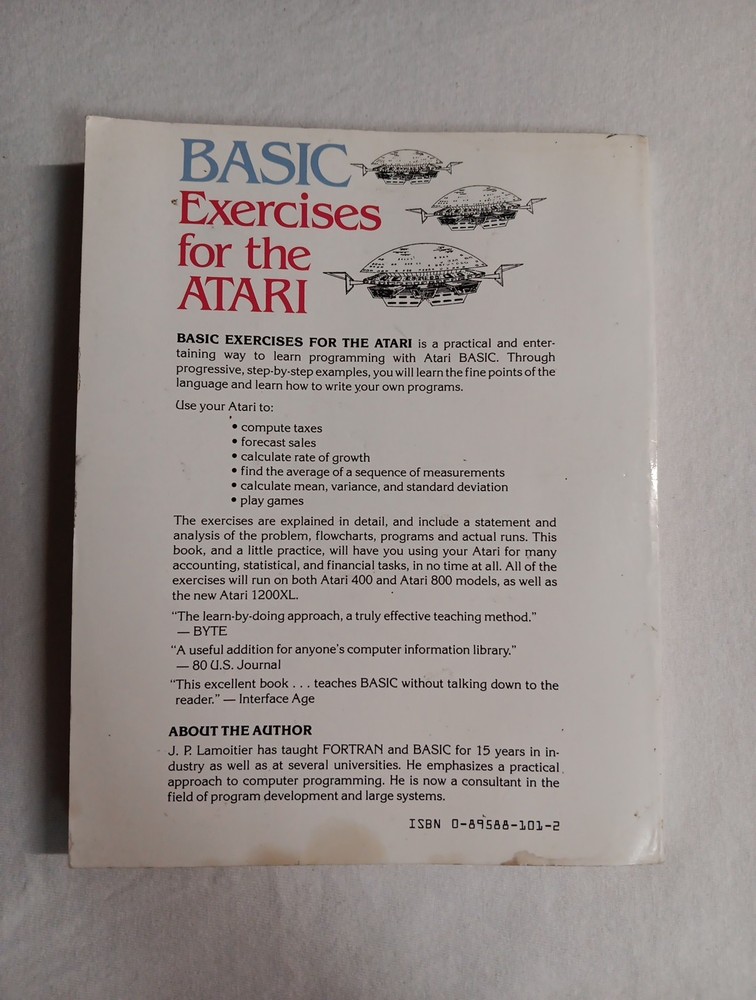 BASIC
Exercises
for the
ATARI
BASIC EXERCISES FOR THE ATARI is a practical and enter-
taining way to learn programming with Atari BASIC. Through
progressive, step-by-step examples, you will learn the fine points of the
language and learn how to write your own programs.
Use your Atari to:
• compute taxes
• forecast sales
• calculate rate of growth
• find the average of a sequence of measurements
• calculate mean, variance, and standard deviation
• play games
The exercises are explained in detail, and include a statement and
analysis of the problem, flowcharts, programs and actual runs. This
book, and a little practice, will have you using your Atari for many
accounting, statistical, and financial tasks, in no time at all. All of the
exercises will run on both Atari 400 and Atari 800 models, as well as
the new Atari 1200XL.
"The learn-by-doing approach, a truly effective teaching method."
— BYTE
"A useful addition for anyone's computer information library."
— 80 U.S. Journal
"This excellent book . . . teaches BASIC without talking down to the
reader." — Interface Age
ABOUT THE AUTHOR
J. P. Lamoitier has taught FORTRAN and BASIC for 15 years in in-
dustry as well as at several universities. He emphasizes a practical
approach to computer programming. He is now a consultant in the
field of program development and large systems.
ISBN 0-89588-101-2